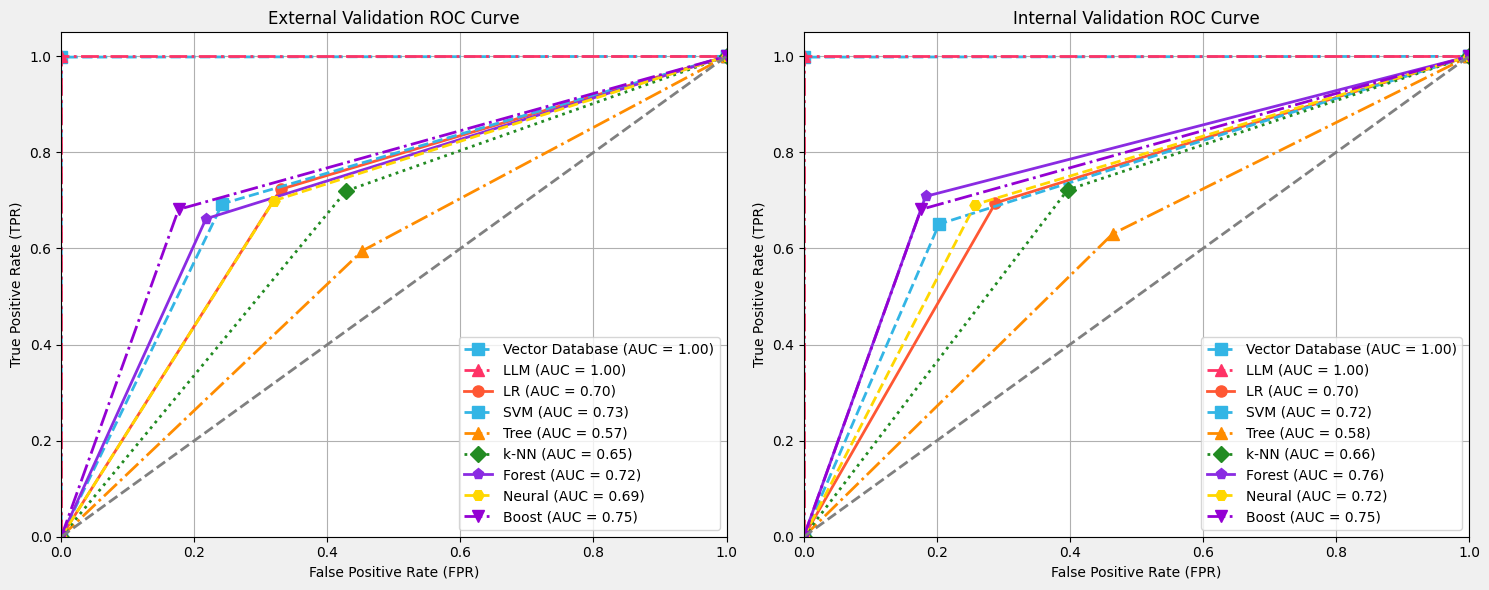 External Validation ROC Curve
True Positive Rate (TPR)
1.0
0.8
0.6
0.4
0.2
0.0
Vector Database (AUC = 1.00)
LLM (AUC = 1.00)
LR (AUC = 0.70)
SVM (AUC = 0.73)
Tree (AUC = 0.57)
k-NN (AUC = 0.65)
Forest (AUC = 0.72)
Neural (AUC = 0.69)
Boost (AUC = 0.75)
0.0 0.2 0.4 0.6 0.8 1.0
False Positive Rate (FPR)
Internal Validation ROC Curve
True Positive Rate (TPR)
1.0
0.8
0.6
0.4
0.2
0.0
Vector Database (AUC = 1.00)
LLM (AUC = 1.00)
LR (AUC = 0.70)
SVM (AUC = 0.72)
Tree (AUC = 0.58)
k-NN (AUC = 0.66)
Forest (AUC = 0.76)
Neural (AUC = 0.72)
Boost (AUC = 0.75)
0.0 0.2 0.4 0.6 0.8 1.0
False Positive Rate (FPR)